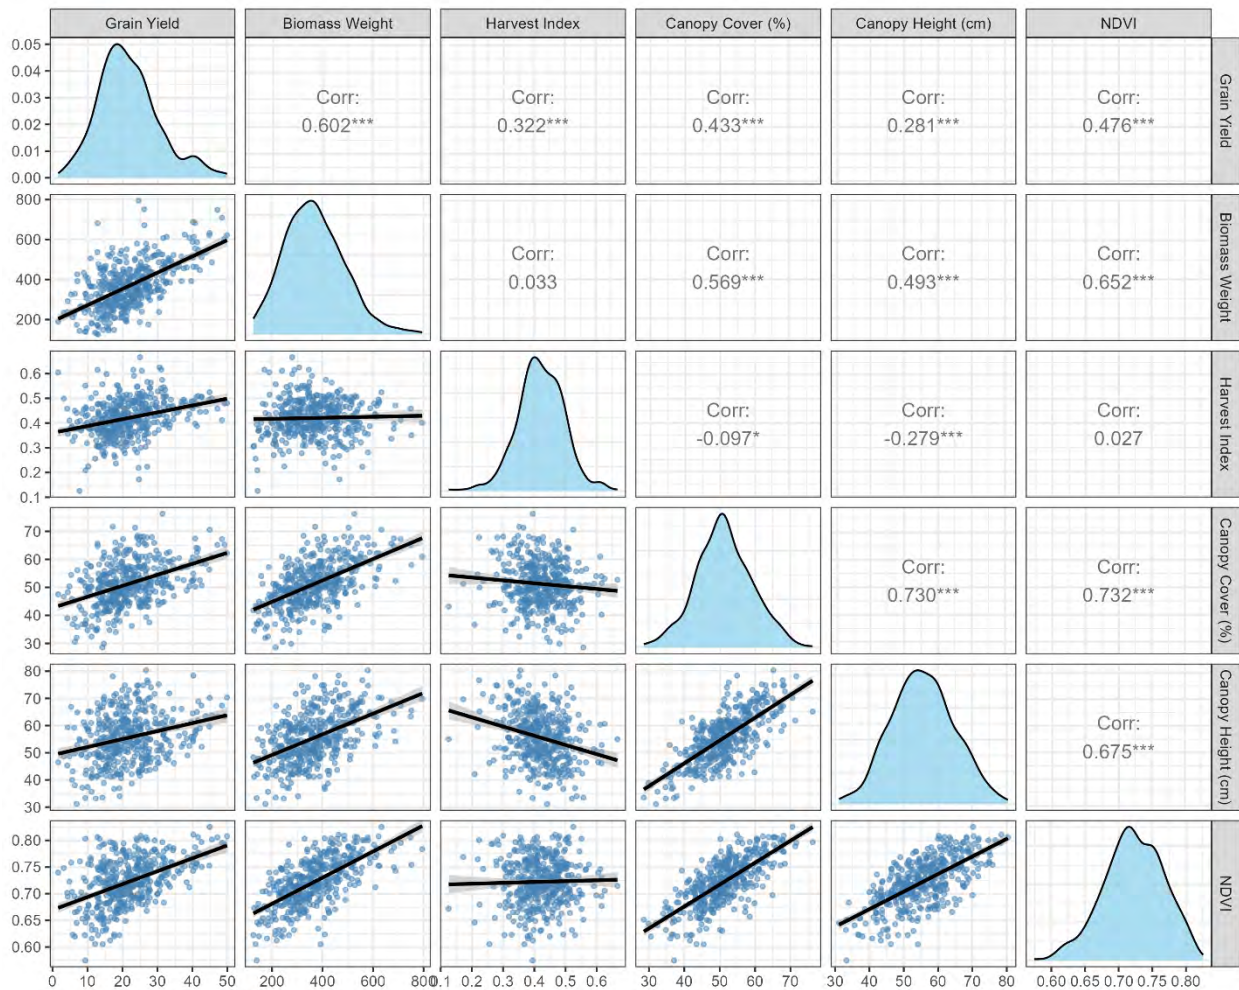 Grain Yield
Biomass Weight
Harvest Index
Canopy Cover (%)
Canopy Height (cm)
NDVI
0.05
0.04
0.03
0.02
0.01
0.00
Corr:
0.602***
Corr:
0.322***
Corr:
0.433***
Corr:
0.281***
Corr:
0.476***
Grain Yield
800
600
400
200
Corr:
0.033
Corr:
0.569***
Corr:
0.493***
Corr:
0.652***
Biomass Weight
0.6
0.5
0.4
0.3
0.2
0.1
Corr:
-0.097*
Corr:
-0.279***
Corr:
0.027
Harvest Index
70
60
50
40
30
Corr:
0.730***
Corr:
0.732***
Canopy Cover (%)
80
70
60
50
40
30
Corr:
0.675***
Canopy Height (cm)
0.80
0.75
0.70
0.65
0.60
NDVI
0 10 20 30 40 50
200 400 600 800
0.1 0.2 0.3 0.4 0.5 0.6
30 40 50 60 70
30 40 50 60 70 80
0.60 0.65 0.70 0.75 0.80